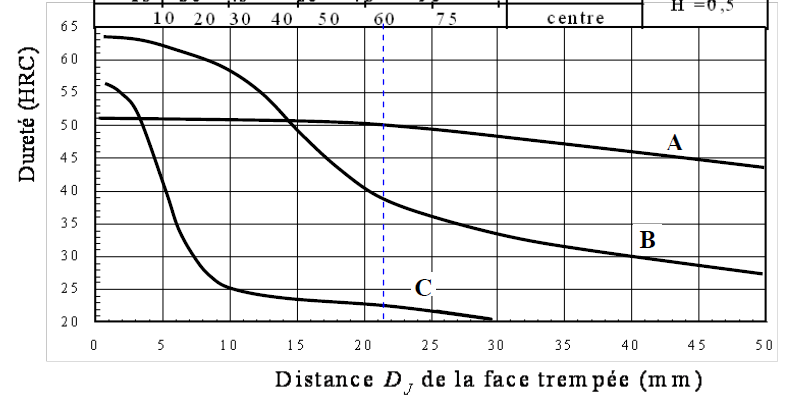 H =0,5
10 20 30 40 50 60 75 centre
65
60
55
50
45
40
35
30
25
20
Dureté (HRC)
A
B
C
0 5 10 15 20 25 30 35 40 45 50
Distance D_J de la face trempée (mm)